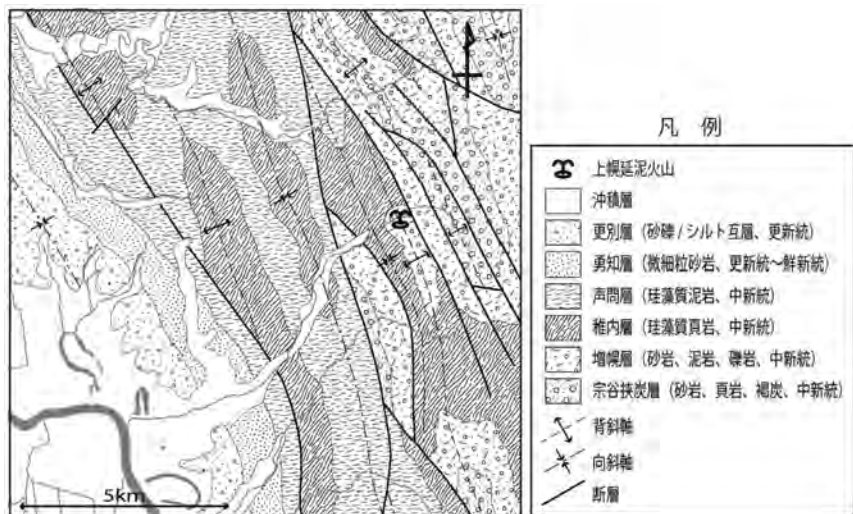 5km
凡 例
上幌延泥火山
沖積層
更別層（砂礫/シルト互層、更新統）
勇知層（微細粒砂岩、更新統～鮮新統）
声問層（珪藻質泥岩、中新統）
稚内層（珪藻質頁岩、中新統）
増幌層（砂岩、泥岩、礫岩、中新統）
宗谷挟炭層（砂岩、頁岩、褐炭、中新統）
背斜軸
向斜軸
断層